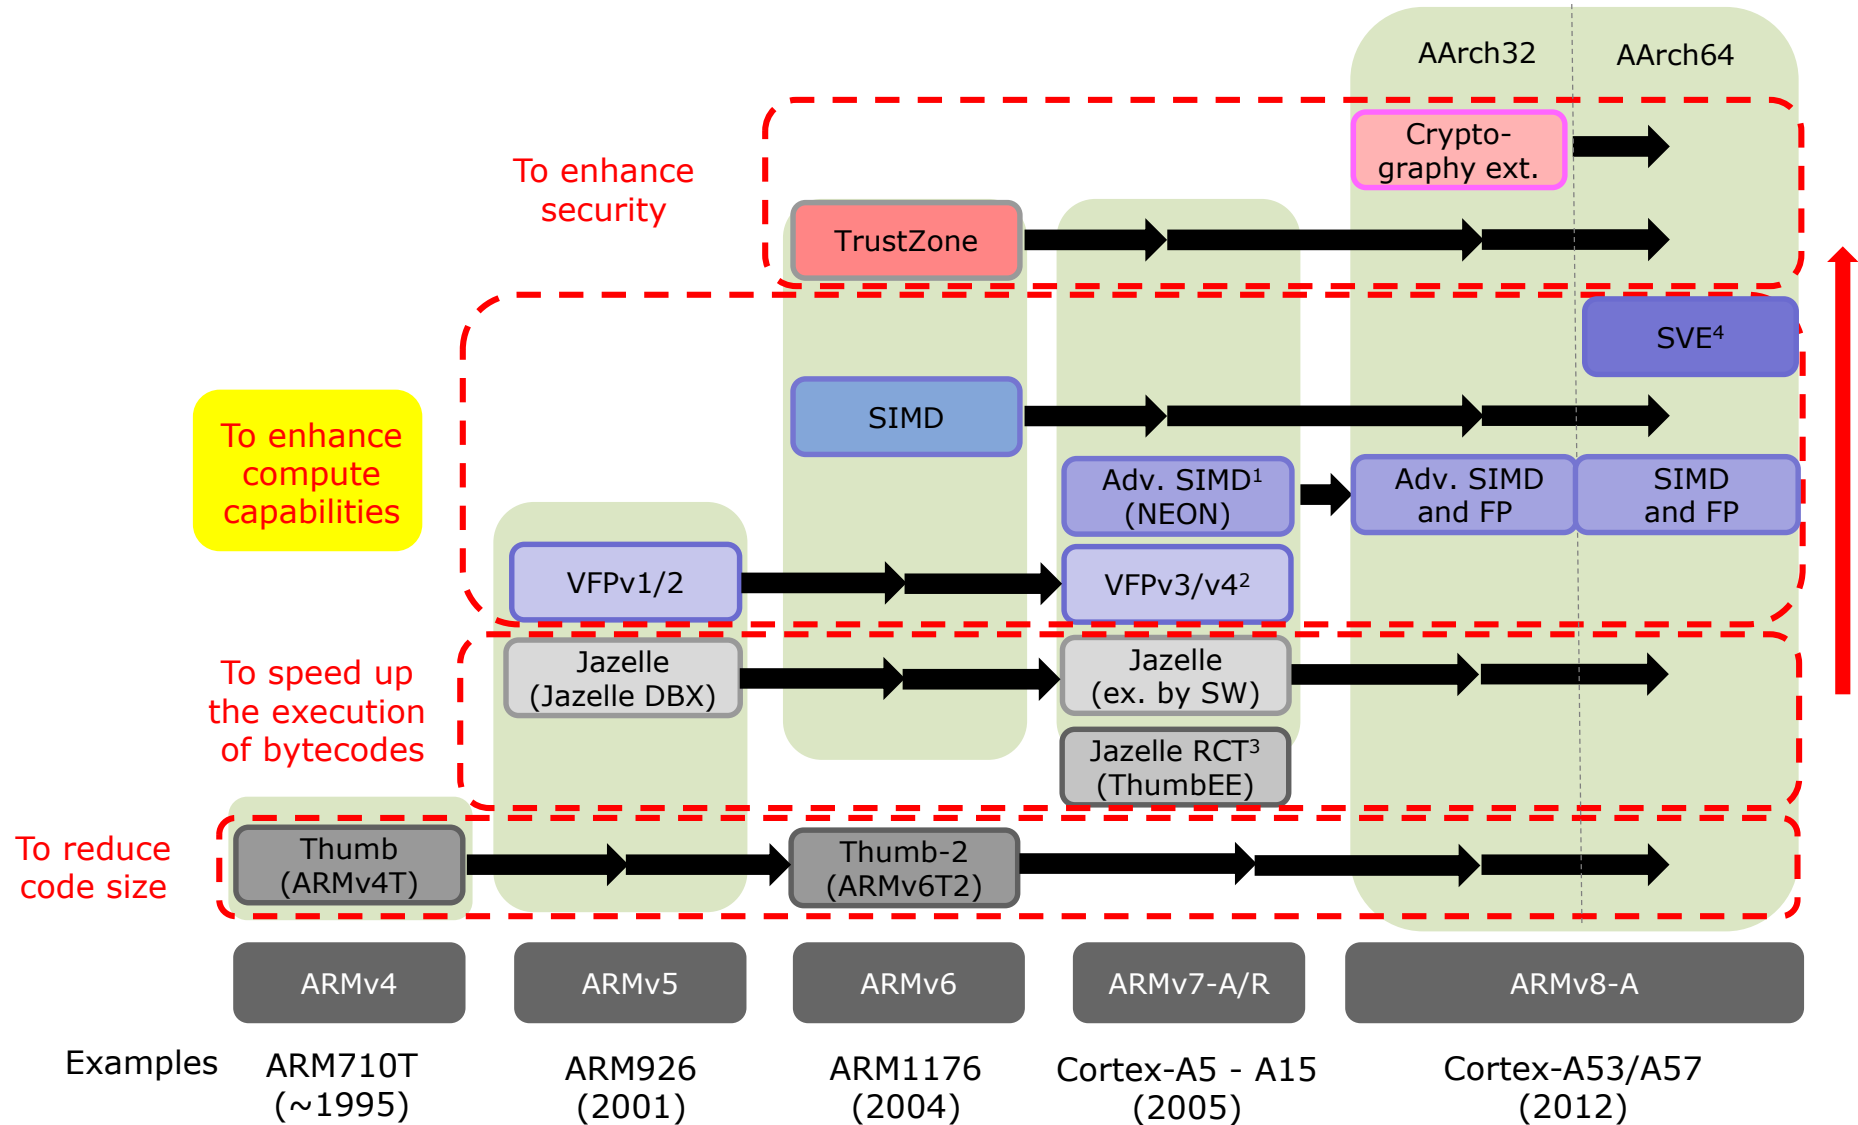 AArch32
AArch64
Crypto-
graphy ext.
To enhance
security
TrustZone
SVE⁴
SIMD
To enhance
compute
capabilities
Adv. SIMD¹
(NEON)
Adv. SIMD
and FP
SIMD
and FP
VFPv1/2
VFPv3/v4²
To speed up
the execution
of bytecodes
Jazelle
(Jazelle DBX)
Jazelle
(ex. by SW)
Jazelle RCT³
(ThumbEE)
To reduce
code size
Thumb
(ARMv4T)
Thumb-2
(ARMv6T2)
ARMv4
ARMv5
ARMv6
ARMv7-A/R
ARMv8-A
Examples
ARM710T
(~1995)
ARM926
(2001)
ARM1176
(2004)
Cortex-A5 - A15
(2005)
Cortex-A53/A57
(2012)